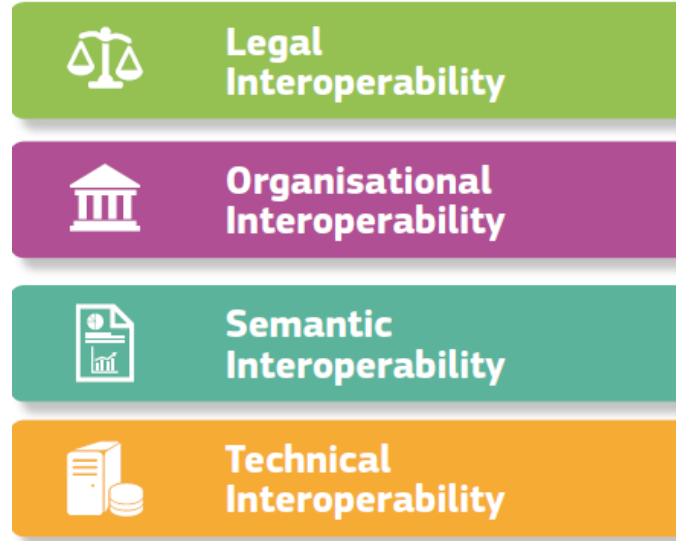 Legal
Interoperability
Organisational
Interoperability
Semantic
Interoperability
Technical
Interoperability